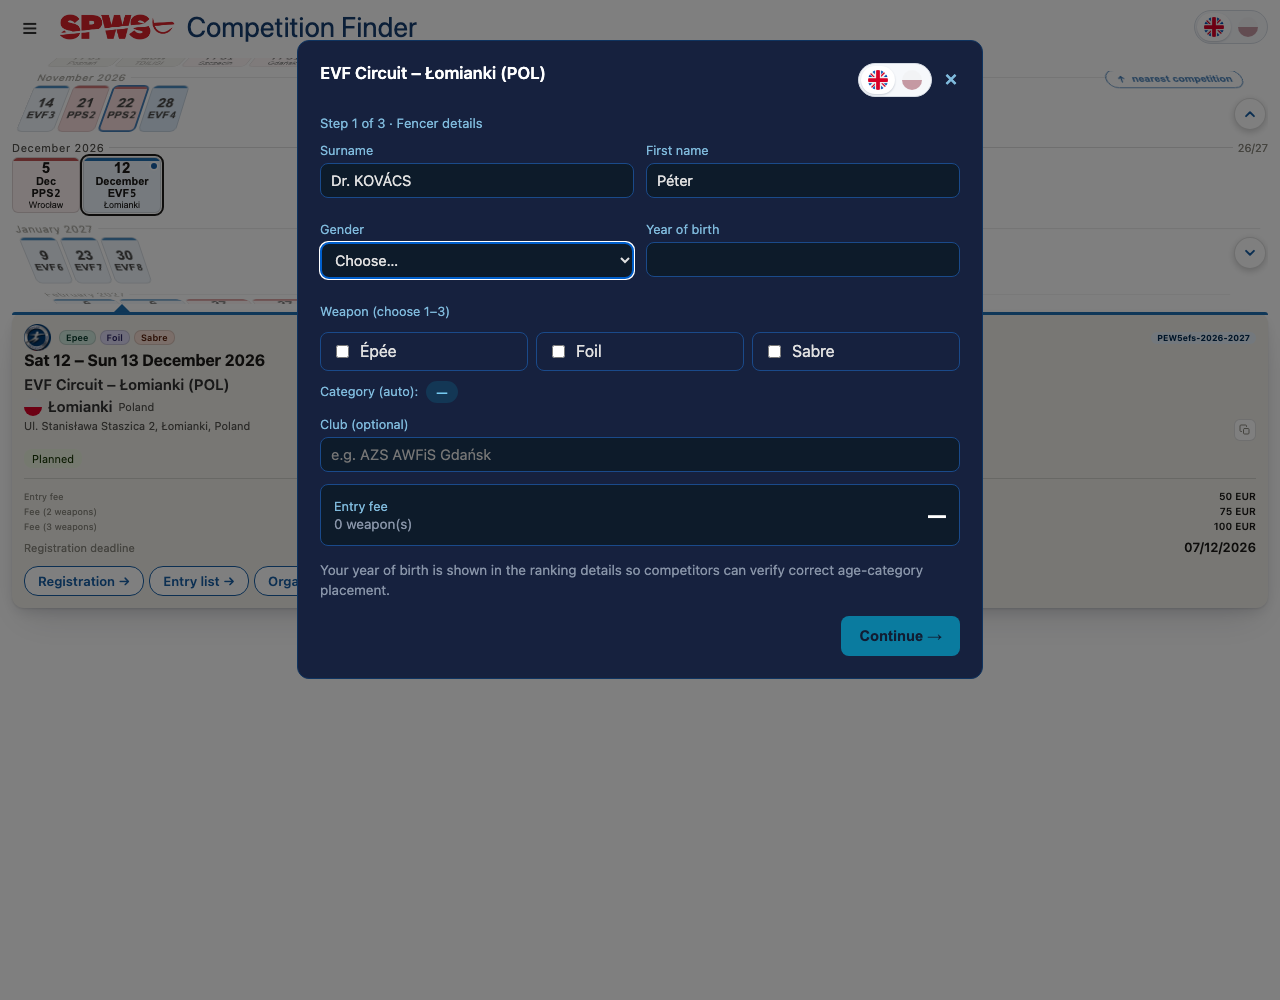 SPWS Competition Finder
November 2026
nearest competition
14 EVF3
21 PPS2
22 PPS2
28 EVF4
December 2026
26/27
5 Dec PPS2 Wrocław
12 December EVF5 Łomianki
January 2027
9 EVF6
23 EVF7
30 EVF8
February 2027
Epee Foil Sabre
PEW5efs-2026-2027
Sat 12 – Sun 13 December 2026
EVF Circuit – Łomianki (POL)
Łomianki Poland
Ul. Stanisława Staszica 2, Łomianki, Poland
Planned
Entry fee 50 EUR
Fee (2 weapons) 75 EUR
Fee (3 weapons) 100 EUR
Registration deadline 07/12/2026
Registration →
Entry list →
Orga
EVF Circuit – Łomianki (POL)
×
Step 1 of 3 · Fencer details
Surname
First name
Dr. KOVÁCS
Péter
Gender
Year of birth
Choose...
Weapon (choose 1–3)
Épée
Foil
Sabre
Category (auto): —
Club (optional)
e.g. AZS AWFiS Gdańsk
Entry fee
0 weapon(s)
—
Your year of birth is shown in the ranking details so competitors can verify correct age-category
placement.
Continue →